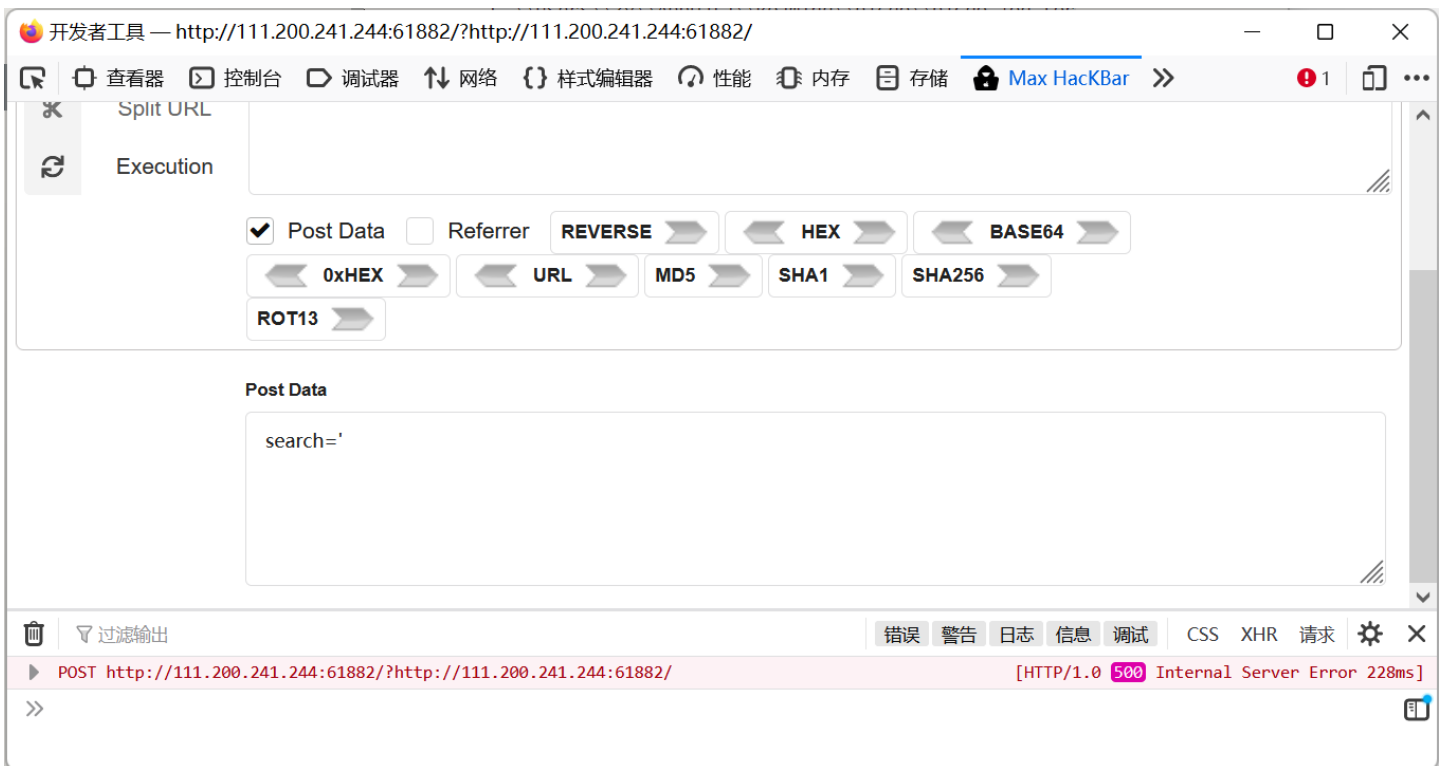 开发者工具 — http://111.200.241.244:61882/?http://111.200.241.244:61882/
查看器 控制台 调试器 网络 样式编辑器 性能 内存 存储 Max HacKBar 1
Split URL
Execution
Post Data Referrer REVERSE HEX BASE64
0xHEX URL MD5 SHA1 SHA256
ROT13
Post Data
search='
过滤输出 错误 警告 日志 信息 调试 CSS XHR 请求
POST http://111.200.241.244:61882/?http://111.200.241.244:61882/ [HTTP/1.0 500 Internal Server Error 228ms]